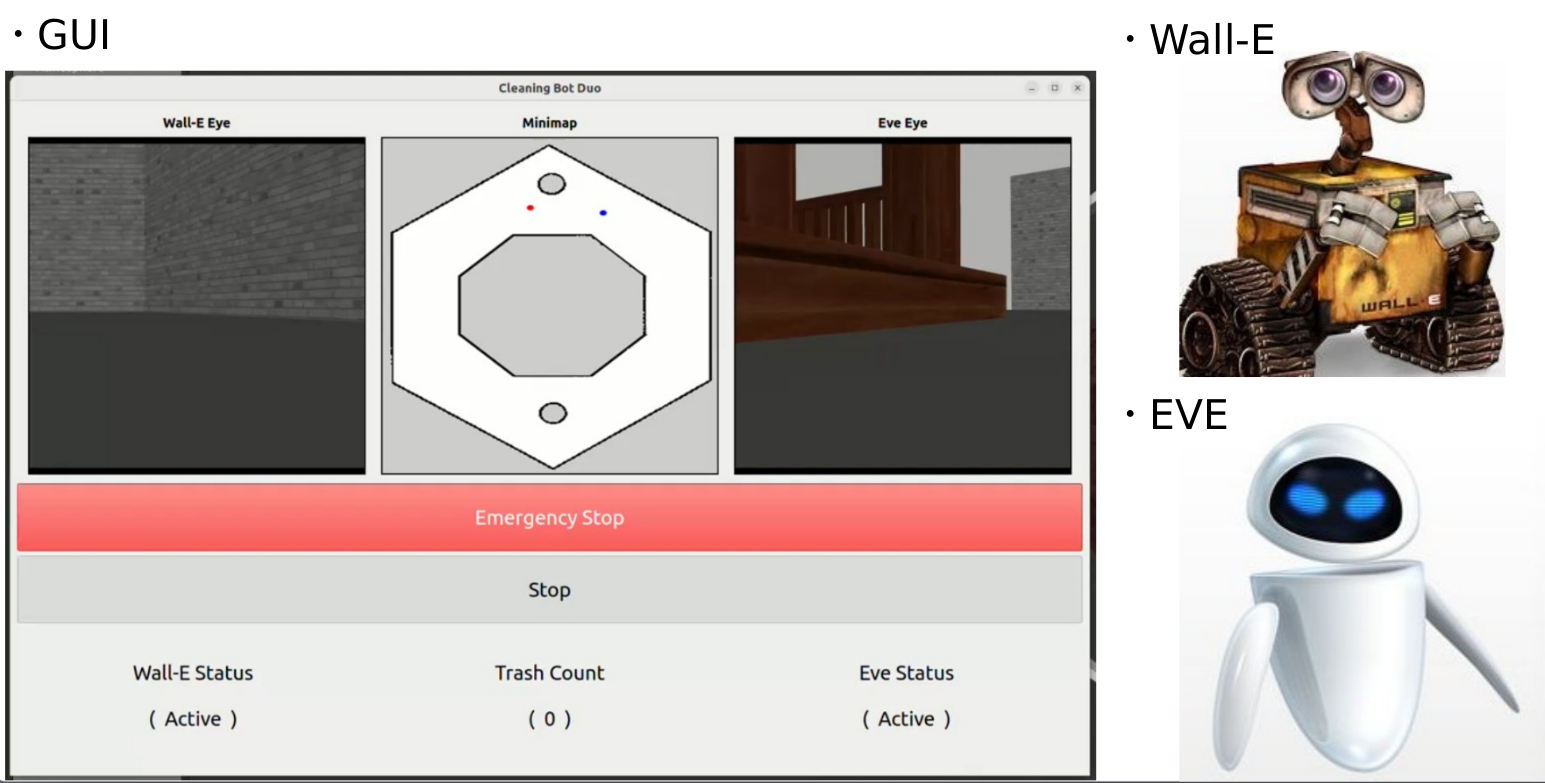 · GUI
Cleaning Bot Duo
Wall-E Eye
Minimap
Eve Eye
Emergency Stop
Stop
Wall-E Status
Trash Count
Eve Status
( Active )
( 0 )
( Active )
· Wall-E
WALL·E
· EVE